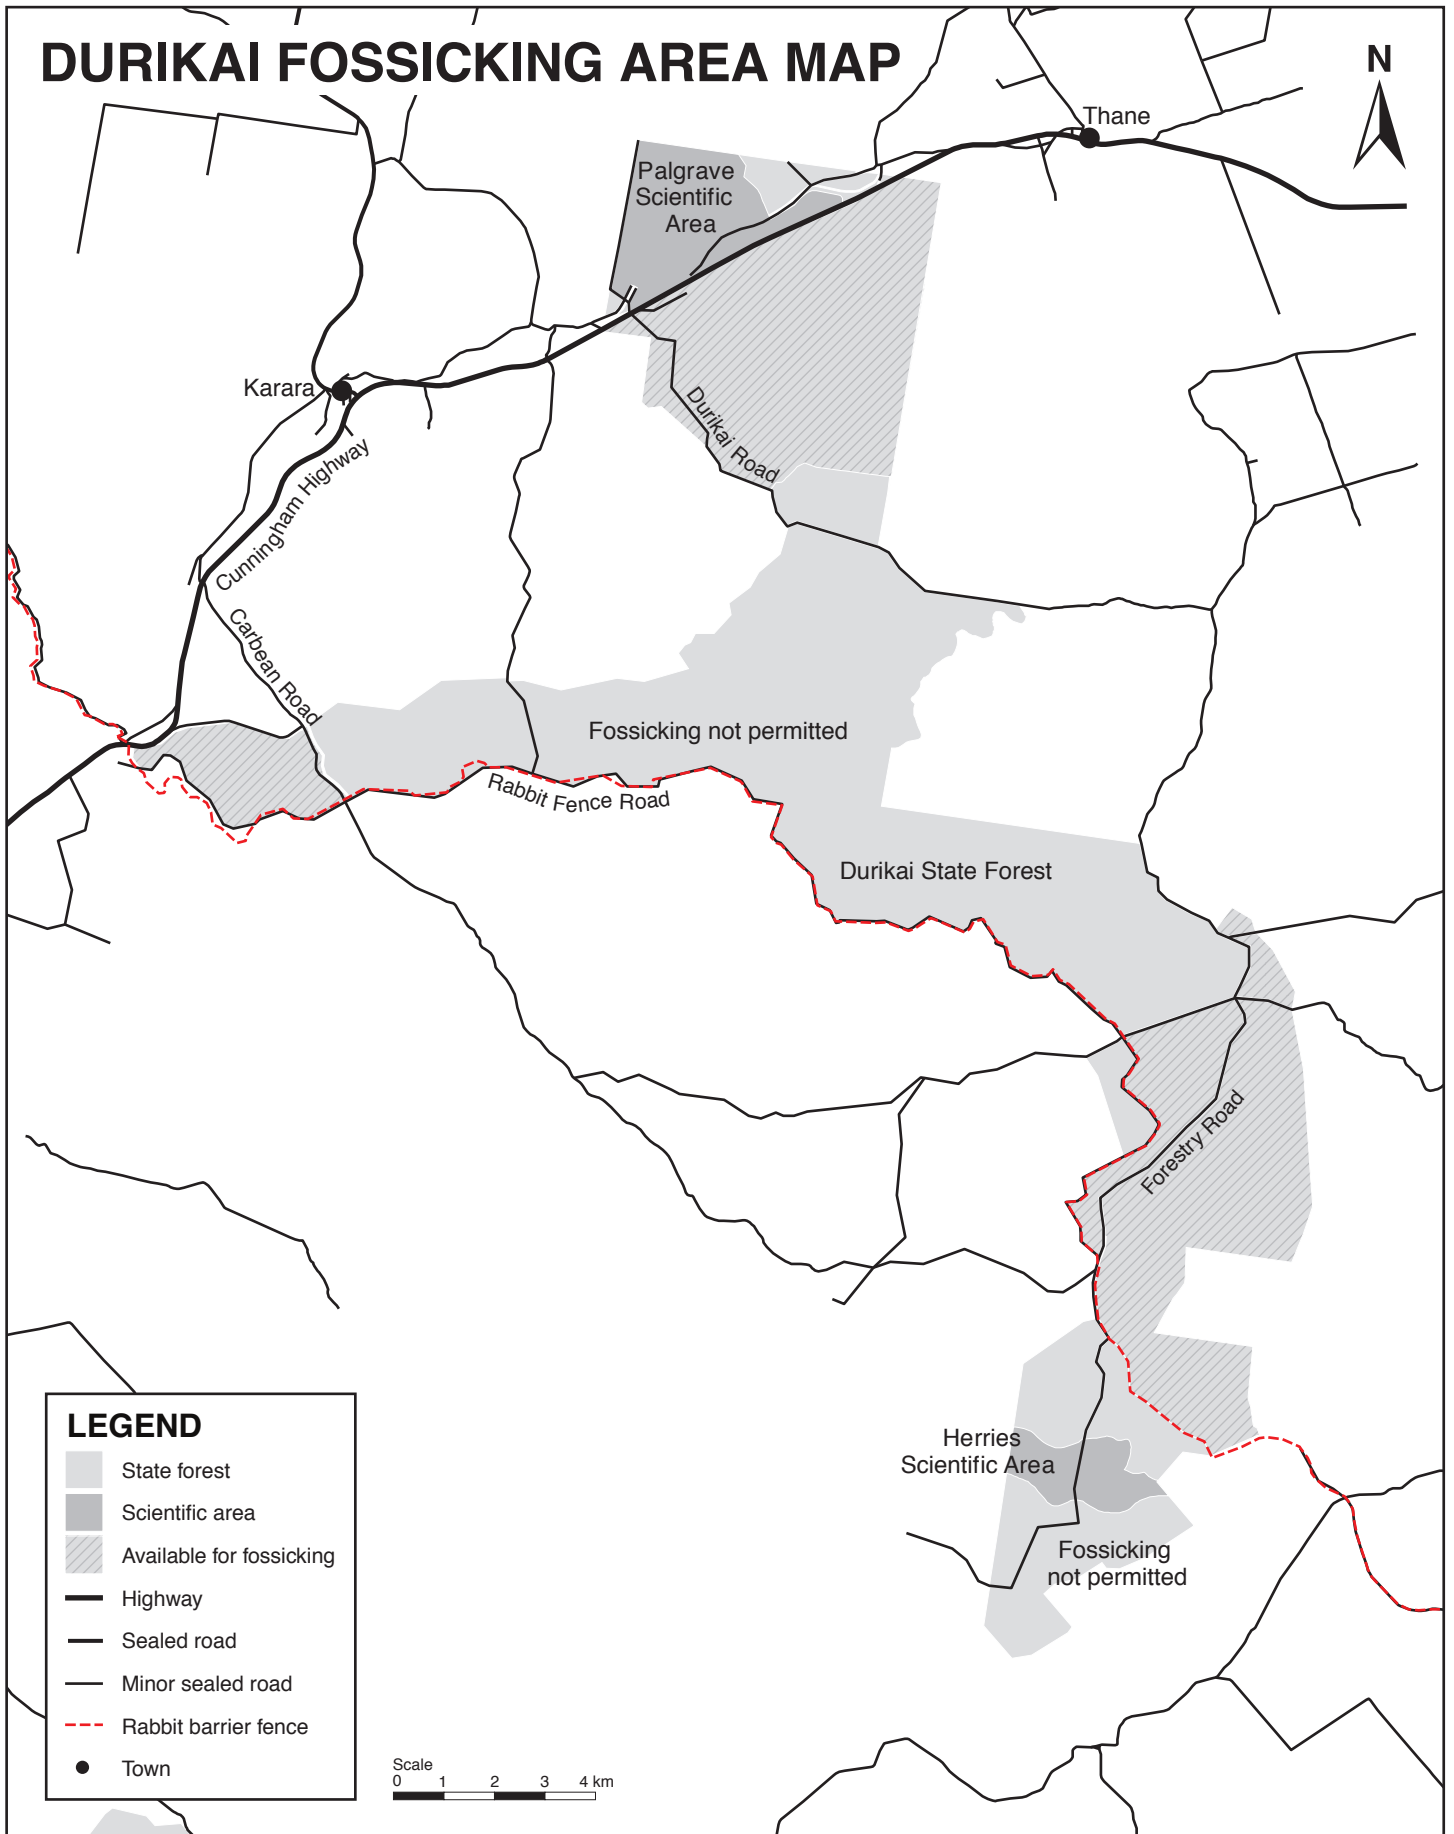 DURIKAI FOSSICKING AREA MAP
N
Thane
Palgrave
Scientific
Area
Karara
Durikai Road
Cunningham Highway
Carbean Road
Fossicking not permitted
Rabbit Fence Road
Durikai State Forest
Forestry Road
Herries
Scientific Area
Fossicking
not permitted
LEGEND
State forest
Scientific area
Available for fossicking
Highway
Sealed road
Minor sealed road
Rabbit barrier fence
Town
Scale
0 1 2 3 4 km